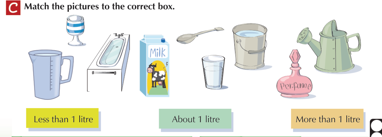 C Match the pictures to the correct box.
Milk
Perfume
Less than 1 litre
About 1 litre
More than 1 litre